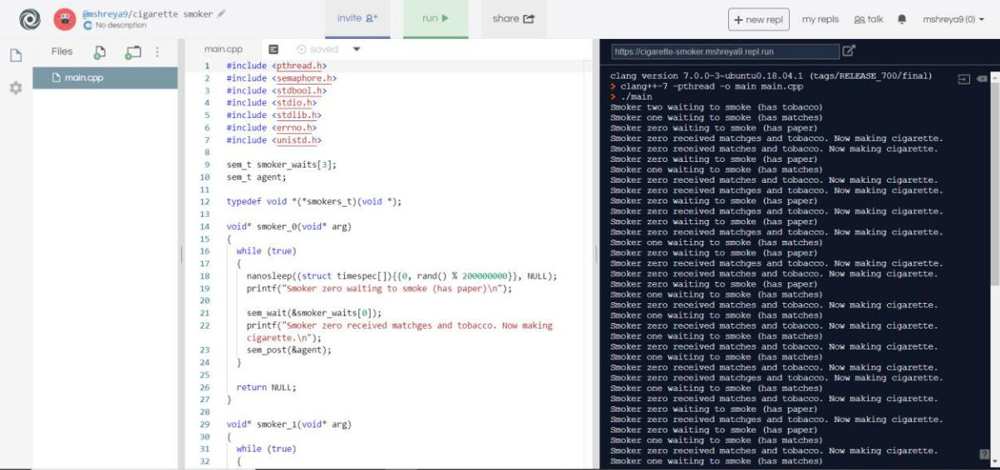 @mshreya9/cigarette smoker
No description
invite
run
share
+ new repl
my repls
talk
mshreya9 (0)
Files
main.cpp
main.cpp
saved
1 #include <pthread.h>
2 #include <semaphore.h>
3 #include <stdbool.h>
4 #include <stdio.h>
5 #include <stdlib.h>
6 #include <errno.h>
7 #include <unistd.h>
8
9 sem_t smoker_waits[3];
10 sem_t agent;
11
12 typedef void *(*smokers_t)(void *);
13
14 void* smoker_0(void* arg)
15 {
16 while (true)
17 {
18 nanosleep((struct timespec[]){{0, rand() % 200000000}}, NULL);
19 printf("Smoker zero waiting to smoke (has paper)\n");
20
21 sem_wait(&smoker_waits[0]);
22 printf("Smoker zero received matchges and tobacco. Now making
cigarette.\n");
23 sem_post(&agent);
24 }
25
26 return NULL;
27 }
28
29 void* smoker_1(void* arg)
30 {
31 while (true)
32 {
https://cigarette-smoker.mshreya9.repl.run
clang version 7.0.0-3~ubuntu0.18.04.1 (tags/RELEASE_700/final)
> clang++-7 -pthread -o main main.cpp
> ./main
Smoker two waiting to smoke (has tobacco)
Smoker one waiting to smoke (has matches)
Smoker zero waiting to smoke (has paper)
Smoker zero received matchges and tobacco. Now making cigarette.
Smoker zero received matches and tobacco. Now making cigarette.
Smoker zero waiting to smoke (has paper)
Smoker one waiting to smoke (has matches)
Smoker zero received matches and tobacco. Now making cigarette.
Smoker zero received matchges and tobacco. Now making cigarette.
Smoker zero waiting to smoke (has paper)
Smoker zero received matchges and tobacco. Now making cigarette.
Smoker zero waiting to smoke (has paper)
Smoker zero received matchges and tobacco. Now making cigarette.
Smoker one waiting to smoke (has matches)
Smoker zero waiting to smoke (has paper)
Smoker zero received matchges and tobacco. Now making cigarette.
Smoker zero received matches and tobacco. Now making cigarette.
Smoker zero waiting to smoke (has paper)
Smoker one waiting to smoke (has matches)
Smoker zero received matches and tobacco. Now making cigarette.
Smoker one waiting to smoke (has matches)
Smoker zero received matches and tobacco. Now making cigarette.
Smoker one waiting to smoke (has matches)
Smoker zero received matches and tobacco. Now making cigarette.
Smoker one waiting to smoke (has matches)
Smoker zero received matches and tobacco. Now making cigarette.
Smoker zero received matchges and tobacco. Now making cigarette.
Smoker one waiting to smoke (has matches)
Smoker zero received matches and tobacco. Now making cigarette.
Smoker zero waiting to smoke (has paper)
Smoker zero received matchges and tobacco. Now making cigarette.
Smoker zero waiting to smoke (has paper)
Smoker one waiting to smoke (has matches)
Smoker zero received matches and tobacco. Now making cigarette.
Smoker one waiting to smoke (has matches)